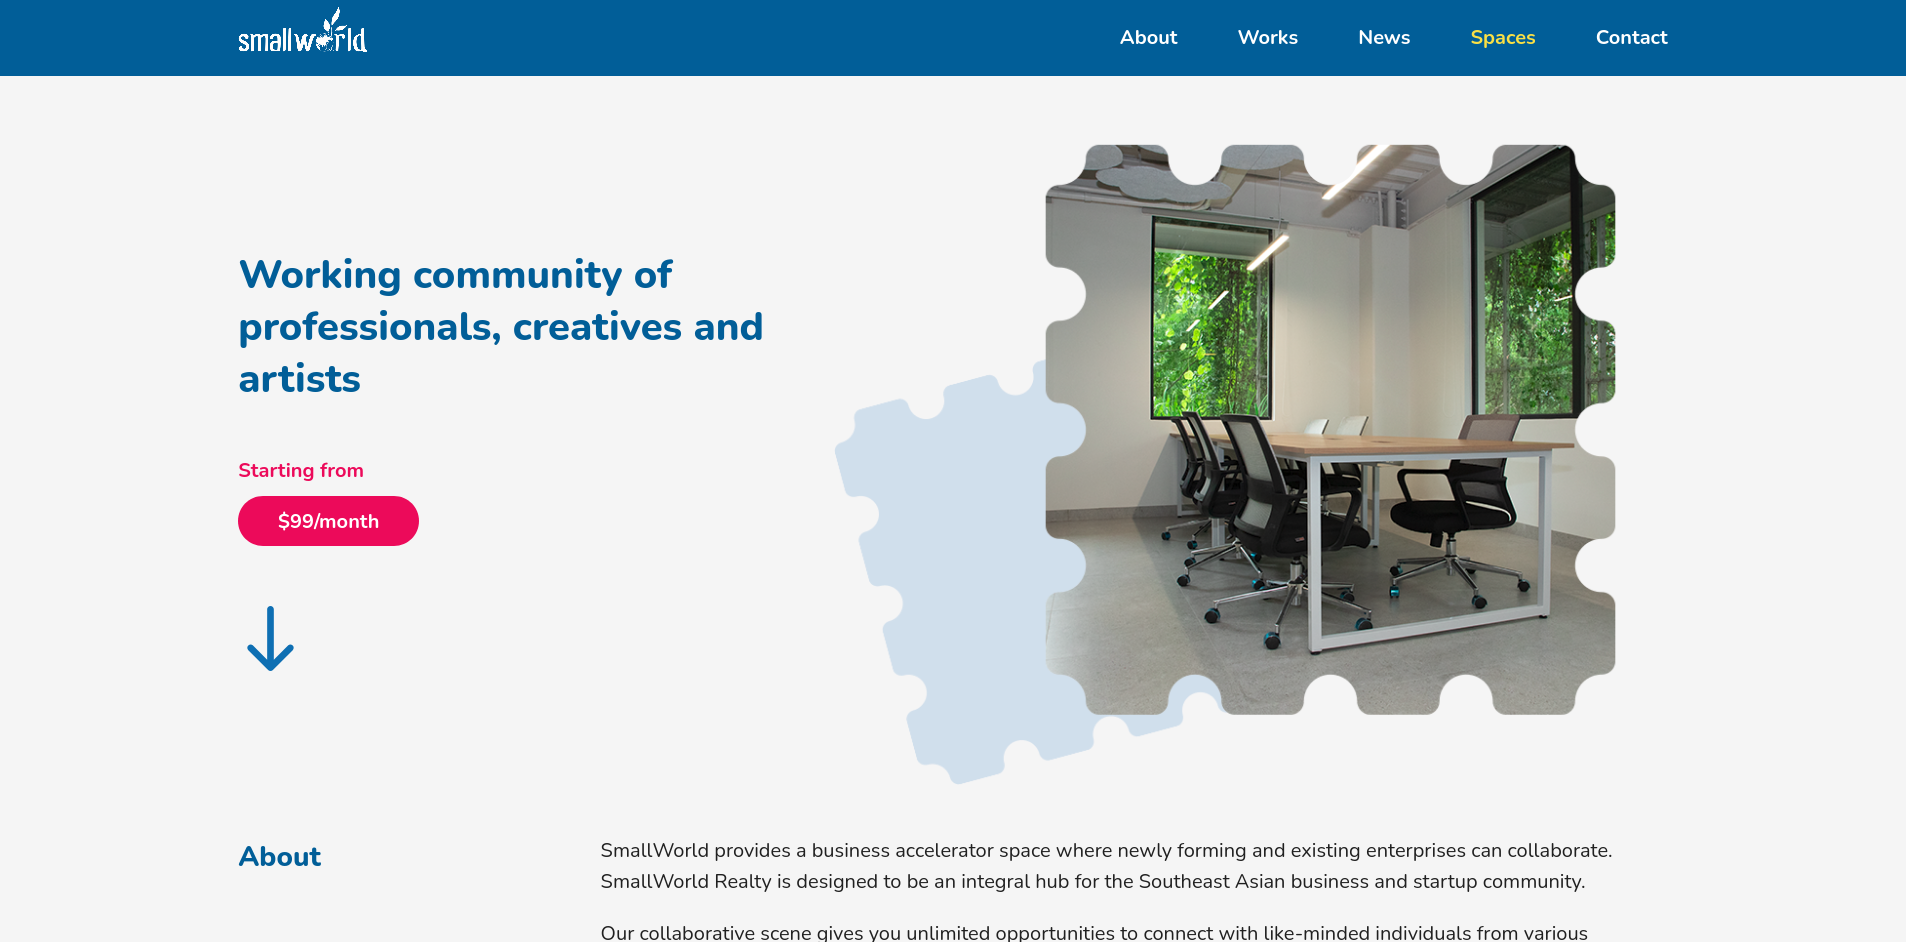 smallworld
About
Works
News
Spaces
Contact
Working community of
professionals, creatives and
artists
Starting from
$99/month
About
SmallWorld provides a business accelerator space where newly forming and existing enterprises can collaborate.
SmallWorld Realty is designed to be an integral hub for the Southeast Asian business and startup community.
Our collaborative scene gives you unlimited opportunities to connect with like-minded individuals from various